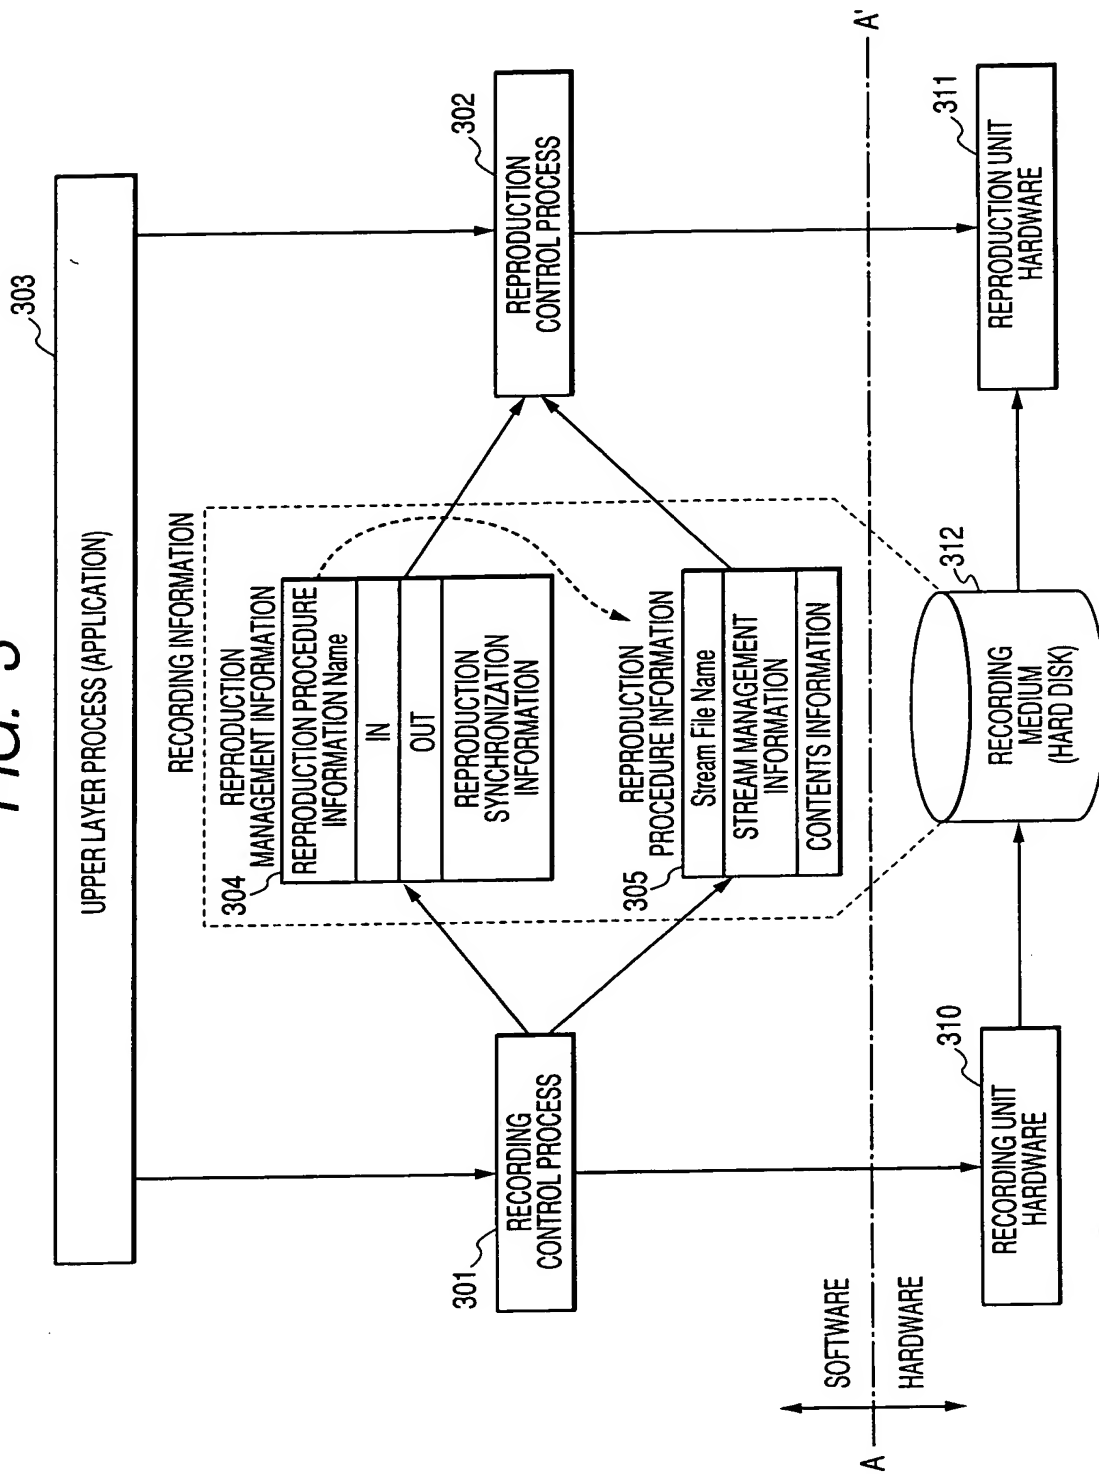 FIG. 3
303
UPPER LAYER PROCESS (APPLICATION)
RECORDING INFORMATION
REPRODUCTION
MANAGEMENT INFORMATION
304
REPRODUCTION PROCEDURE
INFORMATION Name
IN
OUT
REPRODUCTION
SYNCHRONIZATION
INFORMATION
301
RECORDING
CONTROL PROCESS
302
REPRODUCTION
CONTROL PROCESS
REPRODUCTION
PROCEDURE INFORMATION
305
Stream File Name
STREAM MANAGEMENT
INFORMATION
CONTENTS INFORMATION
SOFTWARE
A
A'
HARDWARE
310
RECORDING UNIT
HARDWARE
312
RECORDING
MEDIUM
(HARD DISK)
311
REPRODUCTION UNIT
HARDWARE